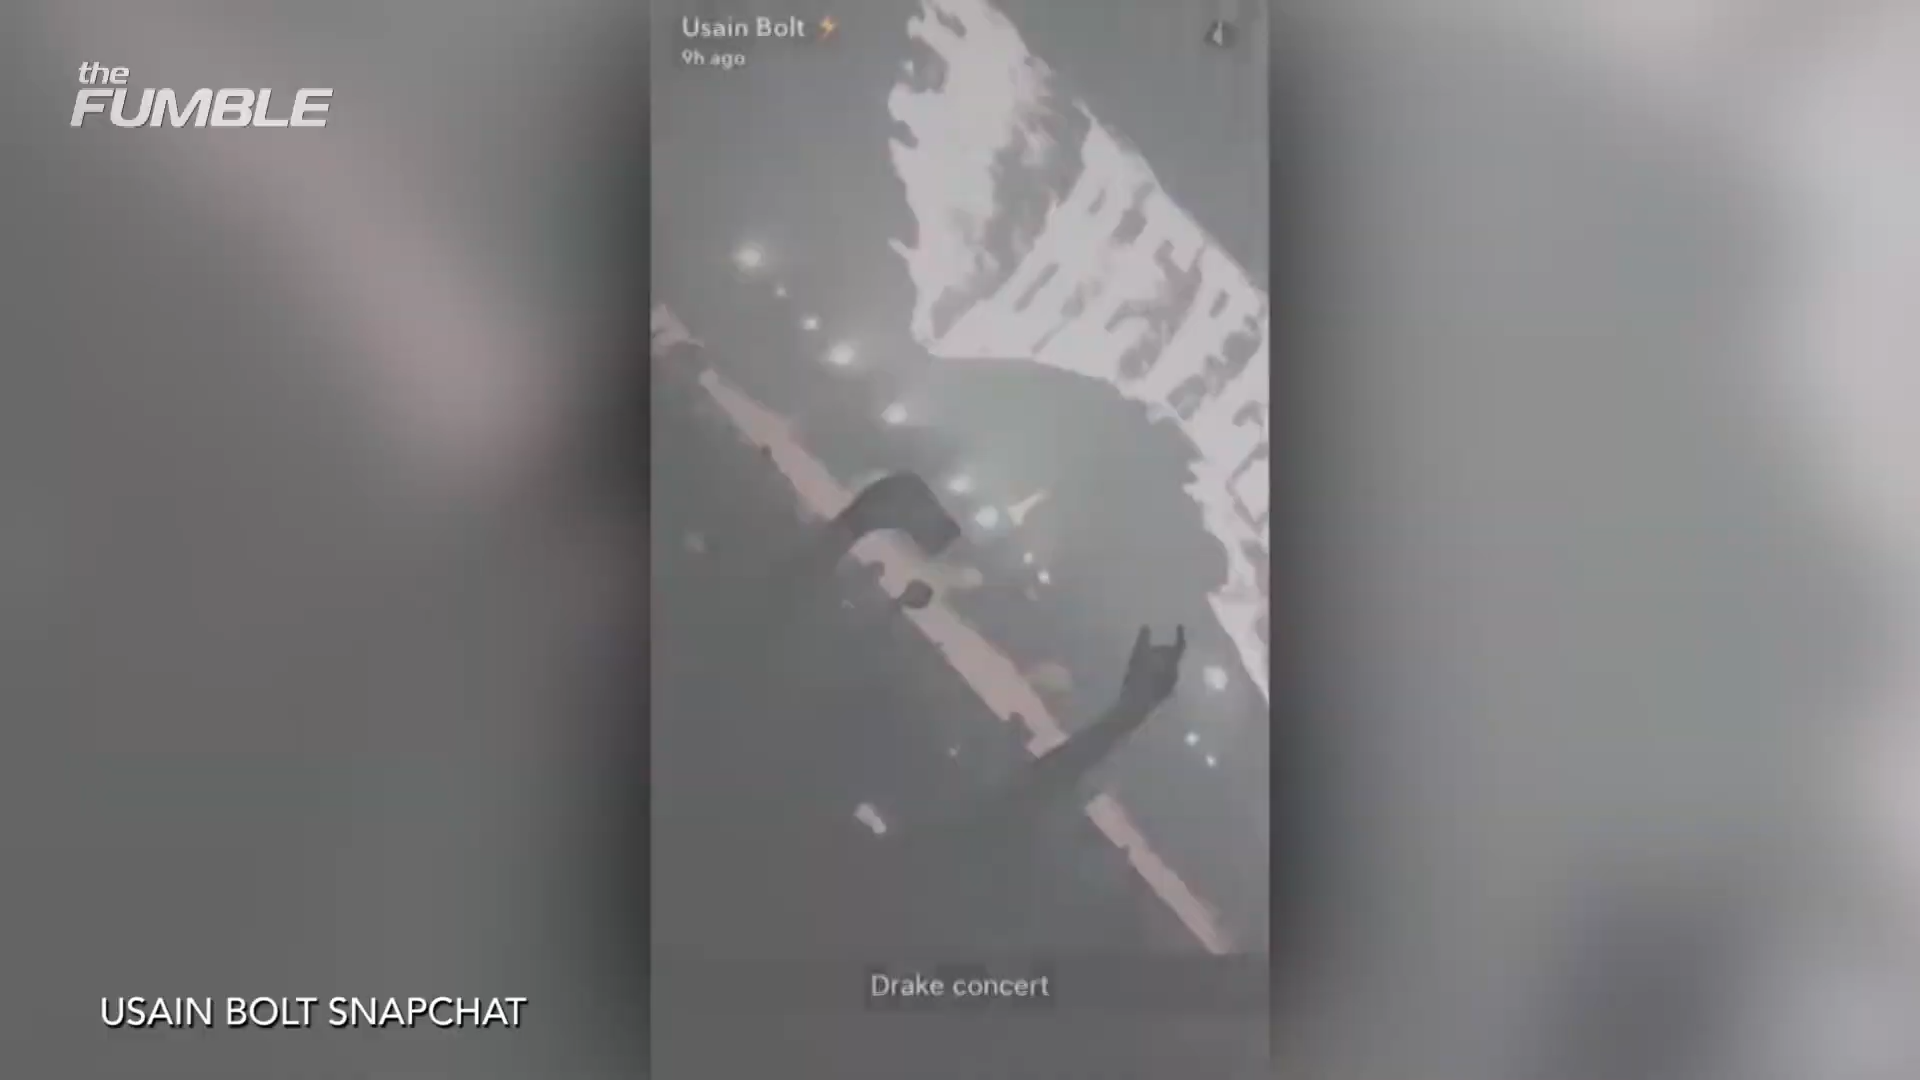 the
FUMBLE
Usain Bolt ⚡
9h ago
Drake concert
USAIN BOLT SNAPCHAT